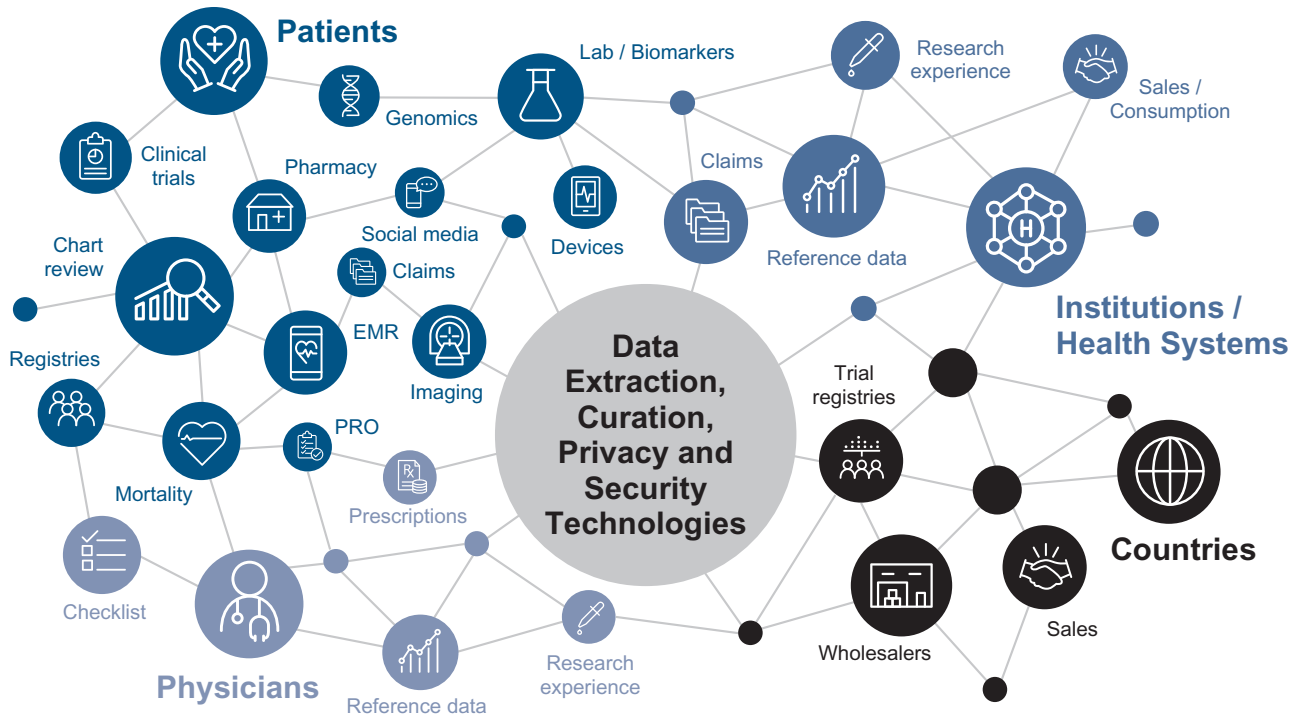 Patients
Lab / Biomarkers
Research
experience
Sales /
Consumption
Genomics
Clinical
trials
Pharmacy
Claims
Social media
Devices
Reference data
Chart
review
Claims
EMR
Imaging
Institutions /
Health Systems
Registries
Data
Extraction,
Curation,
Privacy and
Security
Technologies
Trial
registries
PRO
Mortality
Rx
Prescriptions
H
Countries
Checklist
Sales
Wholesalers
Physicians
Reference data
Research
experience